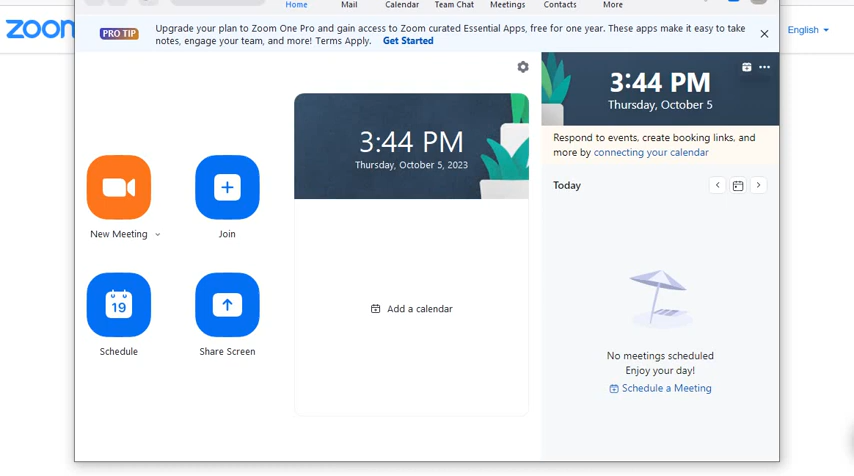 Home Mail Calendar Team Chat Meetings Contacts More
zoom
English
PRO TIP
Upgrade your plan to Zoom One Pro and gain access to Zoom curated Essential Apps, free for one year. These apps make it easy to take
notes, engage your team, and more! Terms Apply. Get Started
New Meeting
Join
19
Schedule
Share Screen
3:44 PM
Thursday, October 5, 2023
Add a calendar
3:44 PM
Thursday, October 5
Respond to events, create booking links, and
more by connecting your calendar
Today
No meetings scheduled
Enjoy your day!
Schedule a Meeting